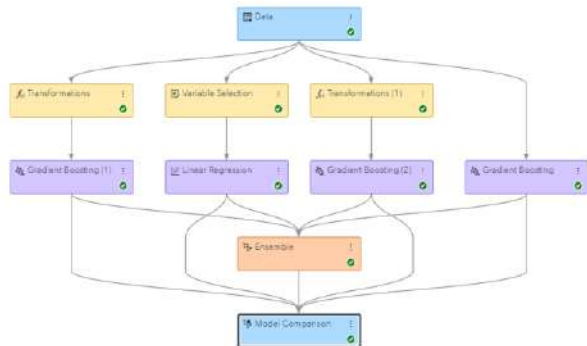 Data
Transformations
Variable Selection
Transformations (1)
Gradient Boosting (1)
Linear Regression
Gradient Boosting (2)
Gradient Boosting
Ensemble
Model Comparison